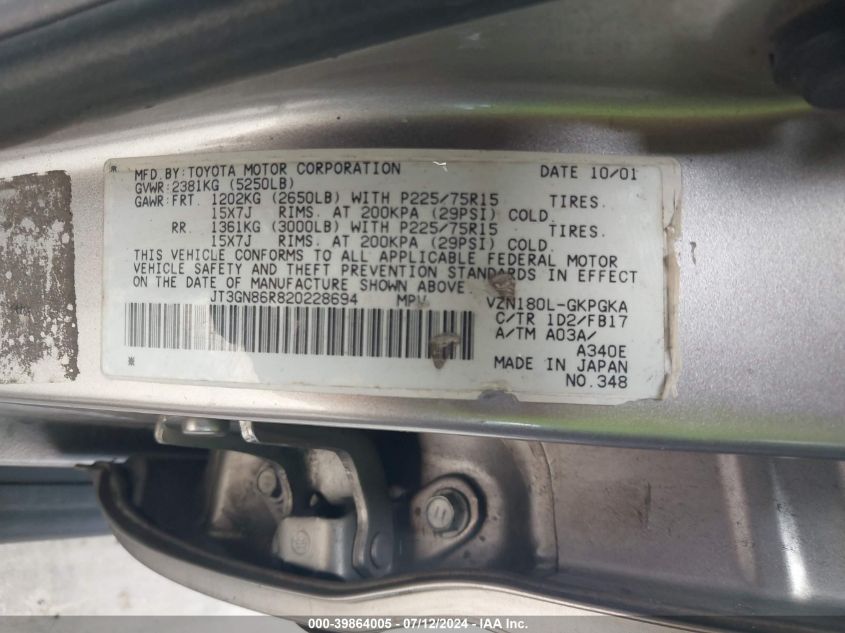 MFD.BY:TOYOTA MOTOR CORPORATION DATE 10/01
GVWR:2381KG (5250LB)
GAWR:FRT. 1202KG (2650LB) WITH P225/75R15 TIRES.
15X7J RIMS. AT 200KPA (29PSI) COLD.
RR. 1361KG (3000LB) WITH P225/75R15 TIRES.
15X7J RIMS. AT 200KPA (29PSI) COLD.
THIS VEHICLE CONFORMS TO ALL APPLICABLE FEDERAL MOTOR
VEHICLE SAFETY AND THEFT PREVENTION STANDARDS IN EFFECT
ON THE DATE OF MANUFACTURE SHOWN ABOVE.
JT3GN86R820228694 MPV VZN180L-GKPGKA
C/TR 1D2/FB17
A/TM A03A/
A340E
MADE IN JAPAN
NO.348
000-39864005 - 07/12/2024 - IAA Inc.